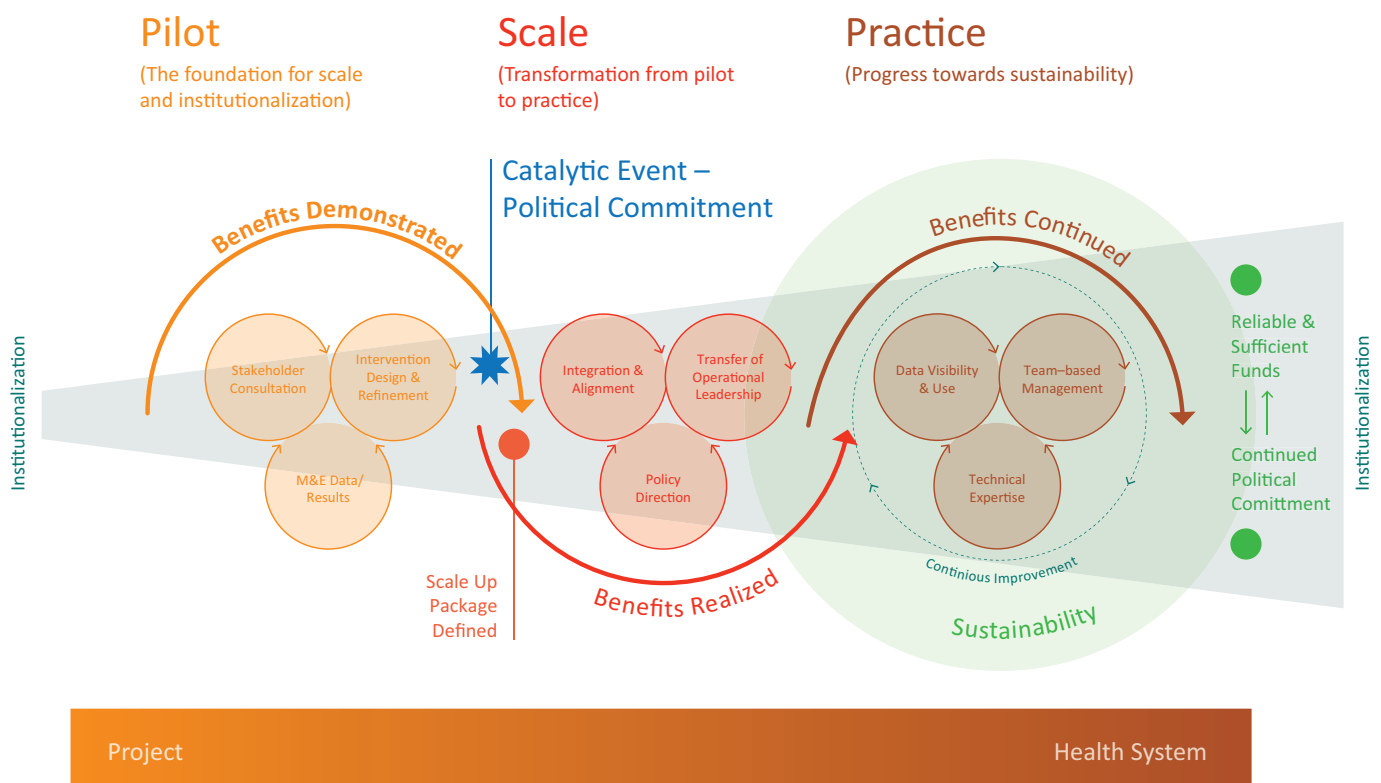 Pilot
(The foundation for scale
and institutionalization)
Scale
(Transformation from pilot
to practice)
Practice
(Progress towards sustainability)
Catalytic Event –
Political Commitment
Benefits Demonstrated
Stakeholder
Consultation
Intervention
Design &
Refinement
M&E Data/
Results
Scale Up
Package
Defined
Integration &
Alignment
Transfer of
Operational
Leadership
Policy
Direction
Benefits Realized
Benefits Continued
Data Visibility
& Use
Team–based
Management
Technical
Expertise
Continious Improvement
Sustainability
Reliable &
Sufficient
Funds
Continued
Political
Comittment
Institutionalization
Institutionalization
Project
Health System